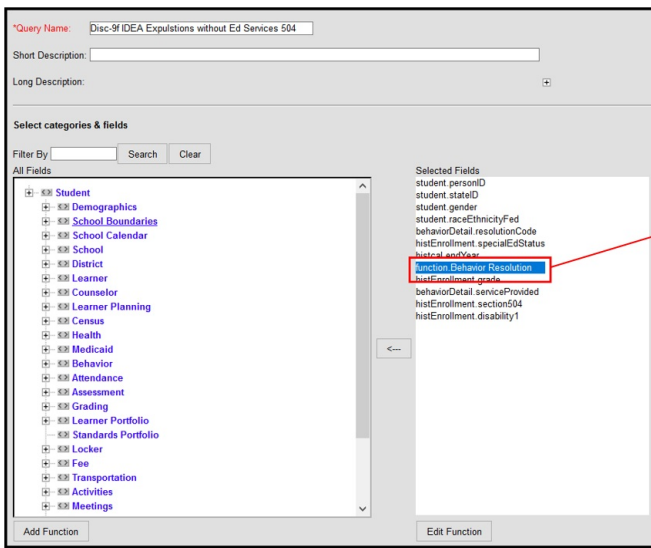 *Query Name: Disc-9f IDEA Expulstions without Ed Services 504
Short Description:
Long Description:
Select categories & fields
Filter By Search Clear
All Fields
Student
Demographics
School Boundaries
School Calendar
School
District
Learner
Counselor
Learner Planning
Census
Health
Medicaid
Behavior
Attendance
Assessment
Grading
Learner Portfolio
Standards Portfolio
Locker
Fee
Transportation
Activities
Meetings
Add Function
<---
Selected Fields
student.personID
student.stateID
student.gender
student.raceEthnicityFed
behaviorDetail.resolutionCode
histEnrollment.specialEdStatus
histcal.endYear
function.Behavior Resolution
histEnrollment.grade
behaviorDetail.serviceProvided
histEnrollment.section504
histEnrollment.disability1
Edit Function